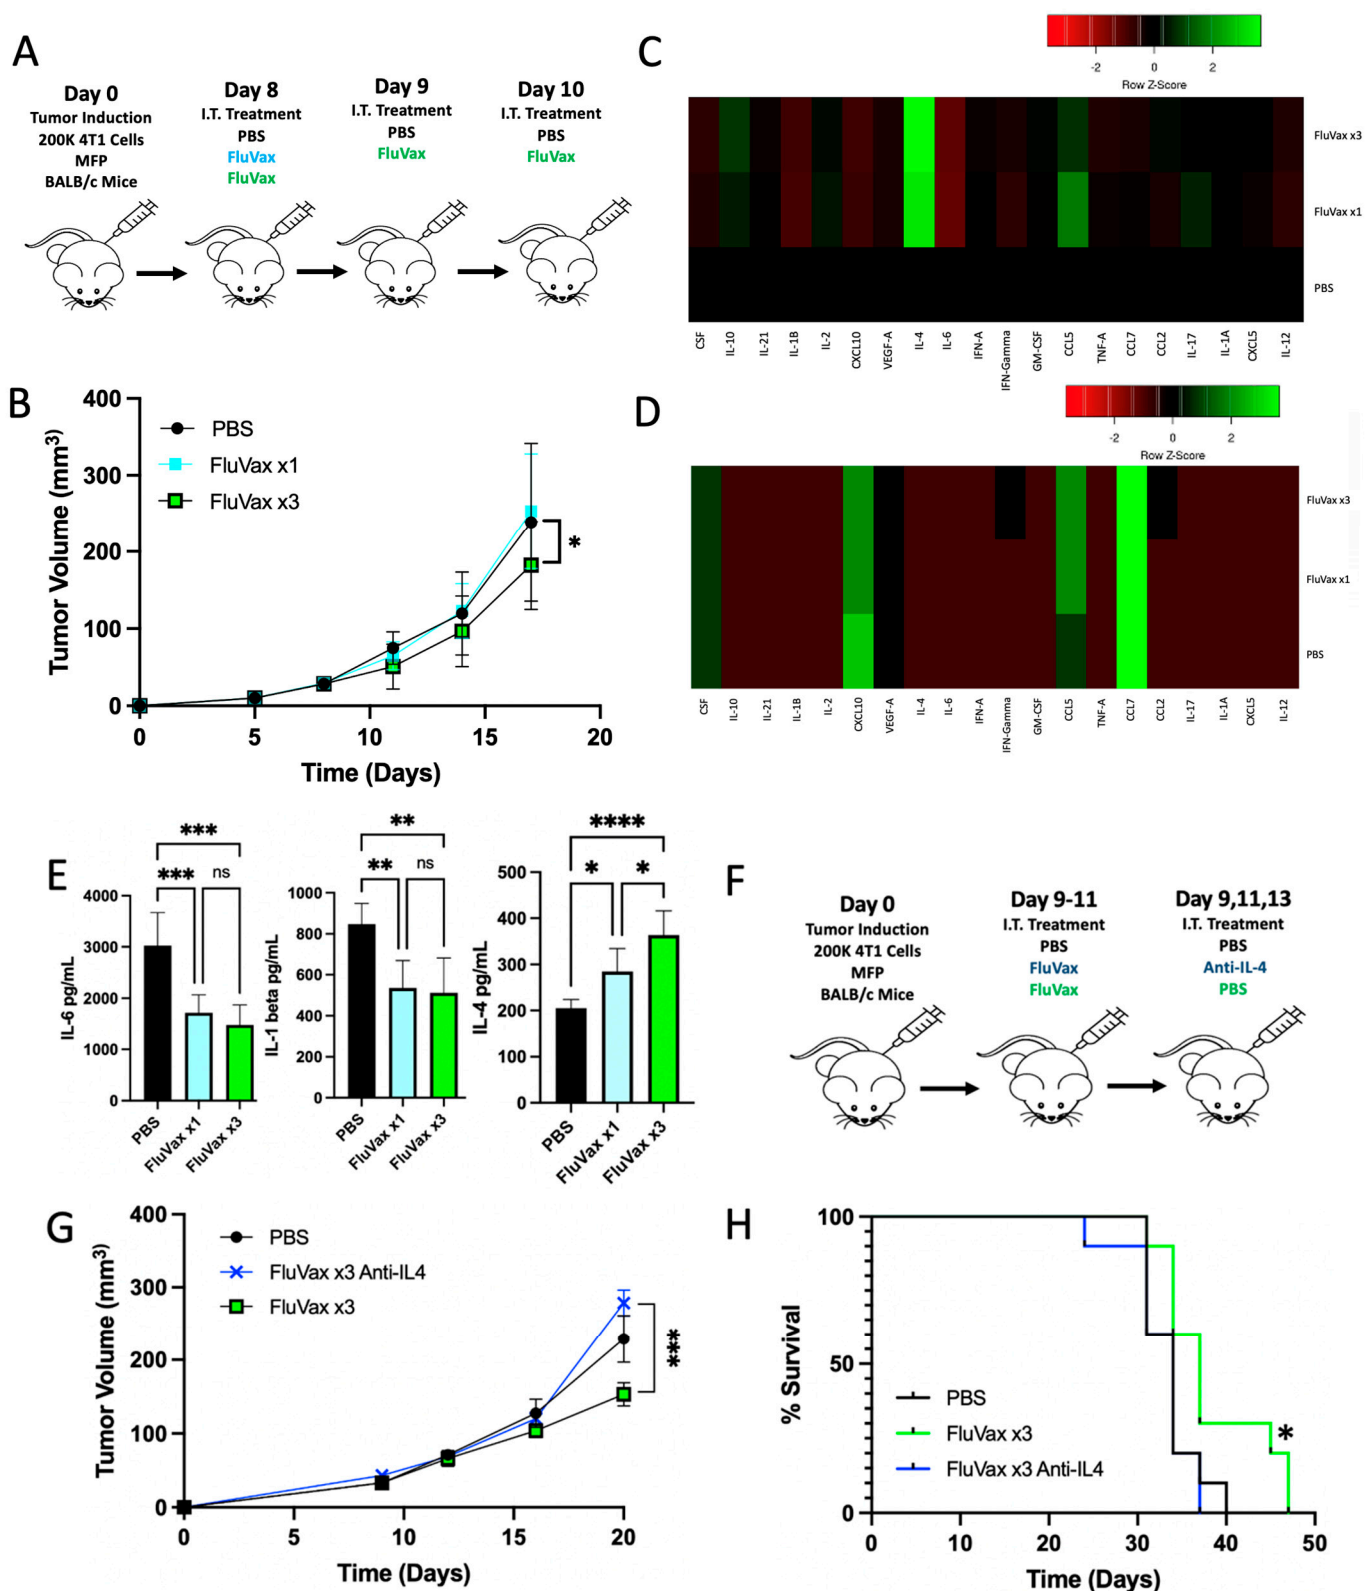 A
Day 0
Tumor Induction
200K 4T1 Cells
MFP
BALB/c Mice
Day 8
I.T. Treatment
PBS
FluVax
FluVax
Day 9
I.T. Treatment
PBS
FluVax
Day 10
I.T. Treatment
PBS
FluVax
C
-2 0 2
Row Z-Score
FluVax x3
FluVax x1
PBS
CSF IL-10 IL-21 IL-1B IL-2 CXCL10 VEGF-A IL-4 IL-6 IFN-A IFN-Gamma GM-CSF CCL5 TNF-A CCL7 CCL2 IL-17 IL-1A CXCL5 IL-12
B
Tumor Volume (mm3)
400
300
200
100
0
PBS
FluVax x1
FluVax x3
*
0 5 10 15 20
Time (Days)
D
-2 0 2
Row Z-Score
FluVax x3
FluVax x1
PBS
CSF IL-10 IL-21 IL-1B IL-2 CXCL10 VEGF-A IL-4 IL-6 IFN-A IFN-Gamma GM-CSF CCL5 TNF-A CCL7 CCL2 IL-17 IL-1A CXCL5 IL-12
E
IL-6 pg/mL
4000
3000
2000
1000
0
***
*** ns
PBS FluVax x1 FluVax x3
IL-1 beta pg/mL
1000
800
600
400
200
0
**
** ns
PBS FluVax x1 FluVax x3
IL-4 pg/mL
500
400
300
200
100
0
****
* *
PBS FluVax x1 FluVax x3
F
Day 0
Tumor Induction
200K 4T1 Cells
MFP
BALB/c Mice
Day 9-11
I.T. Treatment
PBS
FluVax
FluVax
Day 9,11,13
I.T. Treatment
PBS
Anti-IL-4
PBS
G
Tumor Volume (mm3)
400
300
200
100
0
PBS
FluVax x3 Anti-IL4
FluVax x3
***
0 5 10 15 20
Time (Days)
H
% Survival
100
50
0
PBS
FluVax x3
FluVax x3 Anti-IL4
*
0 10 20 30 40 50
Time (Days)